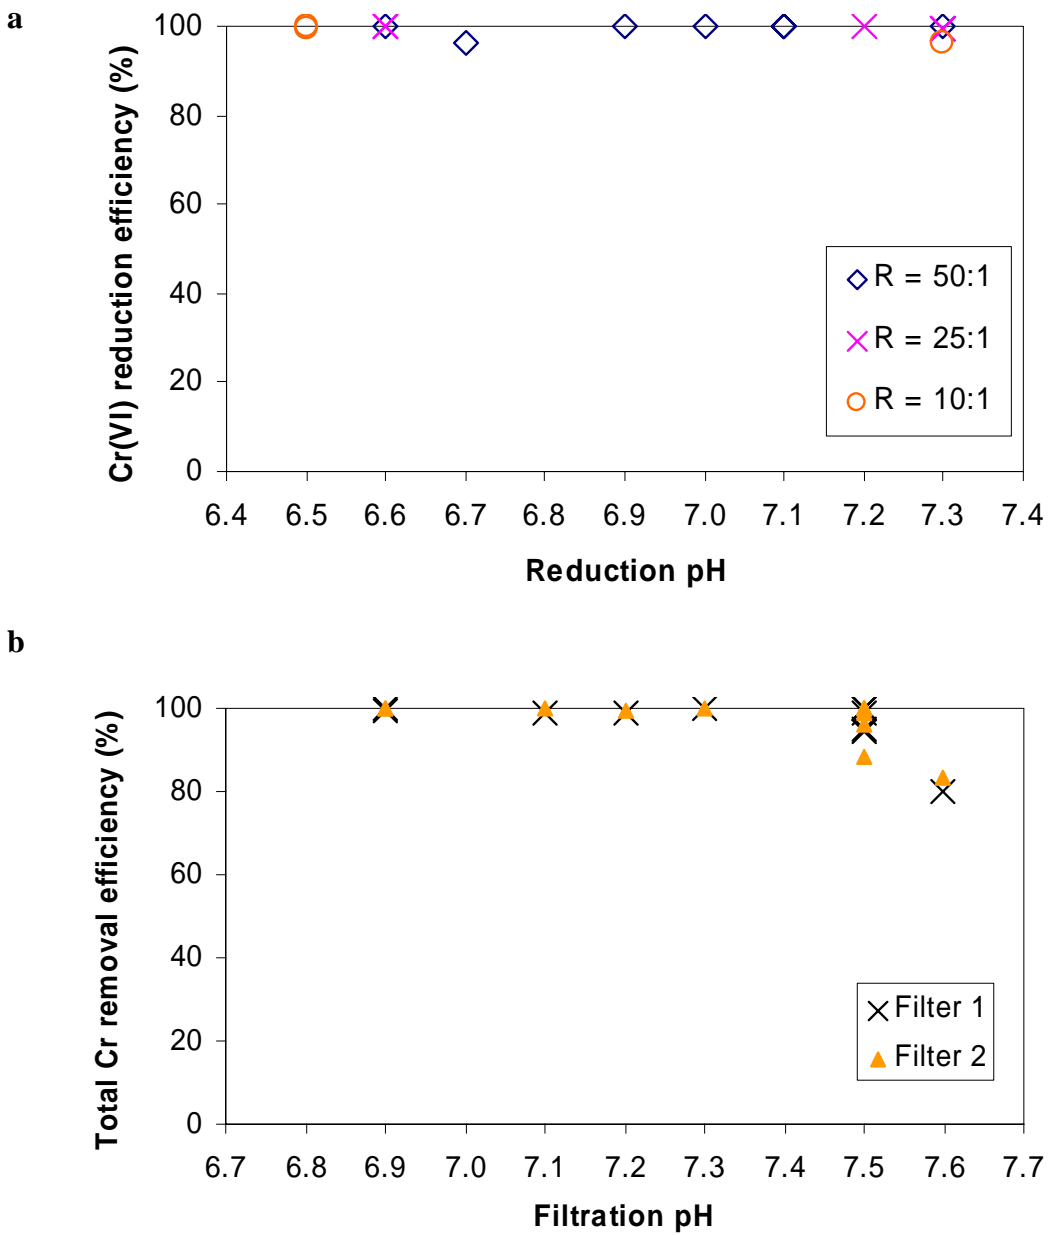 a
Cr(VI) reduction efficiency (%)
100
80
60
40
20
0
R = 50:1
R = 25:1
R = 10:1
6.4 6.5 6.6 6.7 6.8 6.9 7.0 7.1 7.2 7.3 7.4
Reduction pH
b
Total Cr removal efficiency (%)
100
80
60
40
20
0
Filter 1
Filter 2
6.7 6.8 6.9 7.0 7.1 7.2 7.3 7.4 7.5 7.6 7.7
Filtration pH